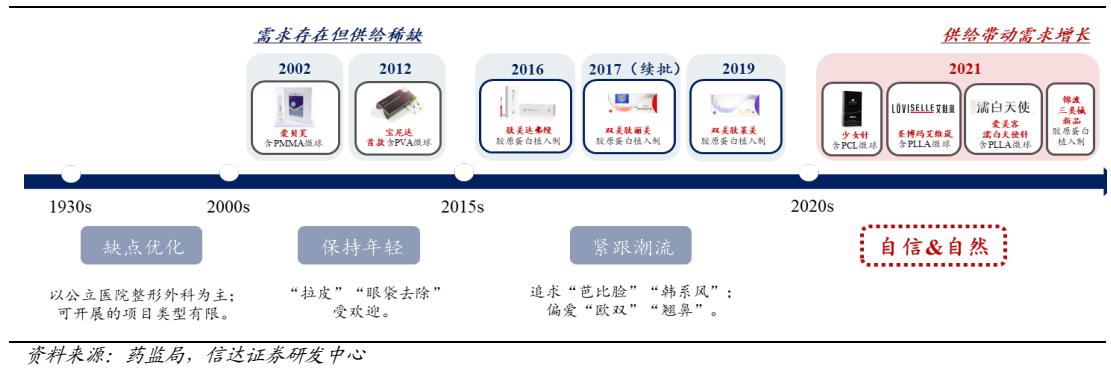 需求存在但供给稀缺
供给带动需求增长
2002
爱贝芙
含PMMA微球
2012
宝尼达
首款含PVA微球
2016
肤美达弗缦
胶原蛋白植入剂
2017（续批）
双美肤丽美
胶原蛋白植入剂
2019
双美肤莱美
胶原蛋白植入剂
2021
少女针
含PCL微球
LOVISELLE艾维岚
圣博玛艾维岚
含PLLA微球
濡白天使
爱美客
濡白天使针
含PLLA微球
锦波
三类械
新品
胶原蛋白
植入剂
1930s
2000s
2015s
2020s
缺点优化
保持年轻
紧跟潮流
自信&自然
以公立医院整形外科为主；
可开展的项目类型有限。
“拉皮”“眼袋去除”
受欢迎。
追求“芭比脸”“韩系风”；
偏爱“欧双”“翘鼻”。
资料来源：药监局，信达证券研发中心